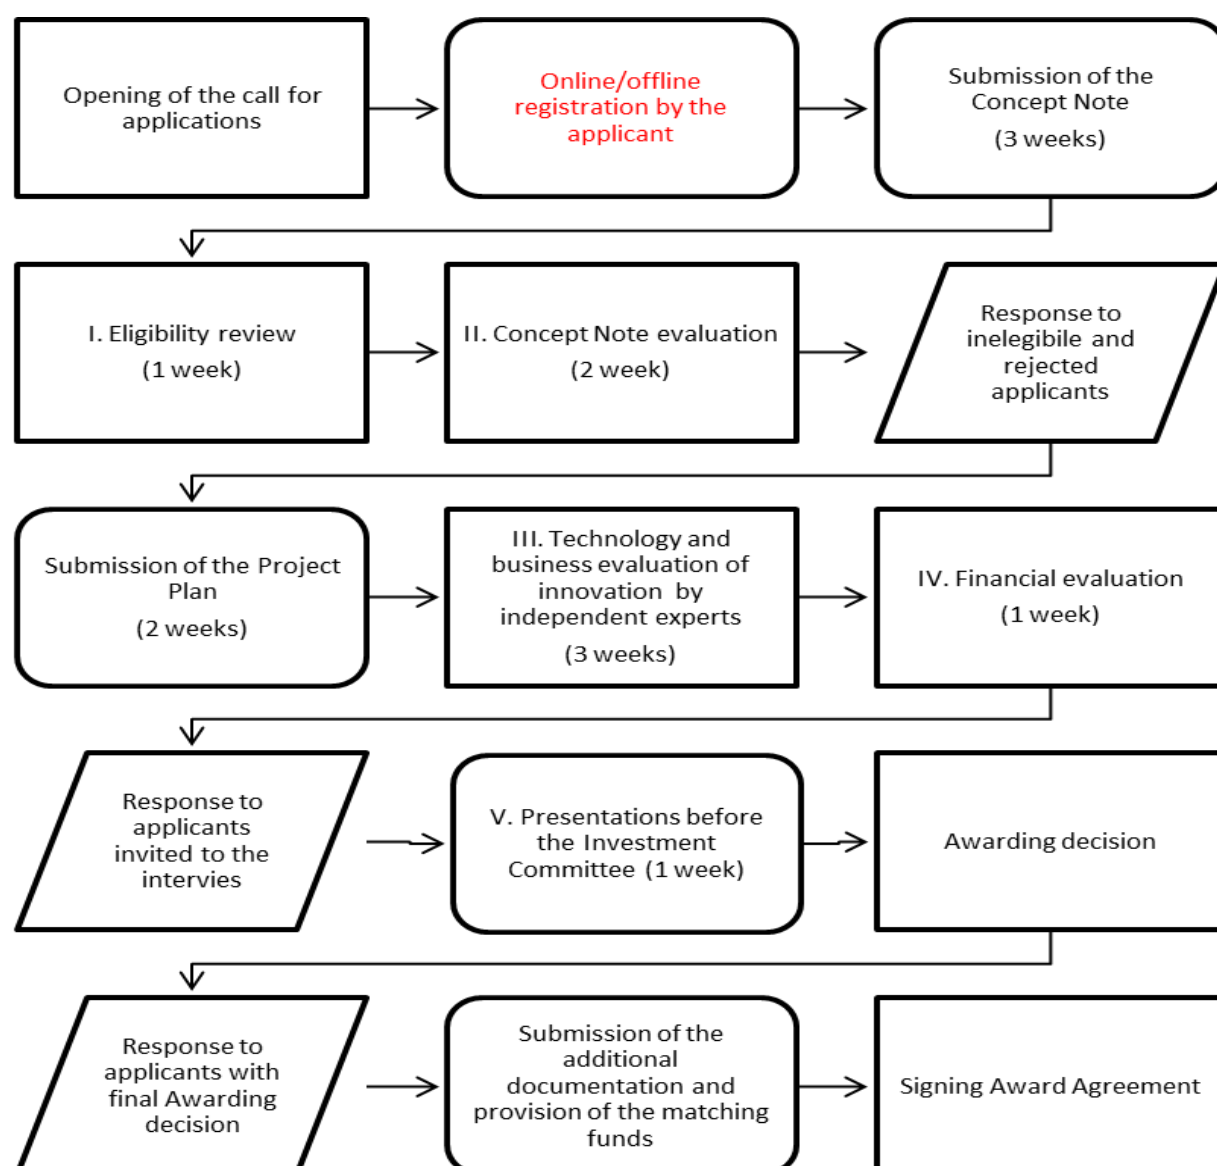 Opening of the call for
applications
Online/offline
registration by the
applicant
Submission of the
Concept Note
(3 weeks)
I. Eligibility review
(1 week)
II. Concept Note evaluation
(2 week)
Response to
inelegibile and
rejected
applicants
Submission of the Project
Plan
(2 weeks)
III. Technology and
business evaluation of
innovation by
independent experts
(3 weeks)
IV. Financial evaluation
(1 week)
Response to
applicants
invited to the
intervies
V. Presentations before
the Investment
Committee (1 week)
Awarding decision
Response to
applicants with
final Awarding
decision
Submission of the
additional
documentation and
provision of the matching
funds
Signing Award Agreement